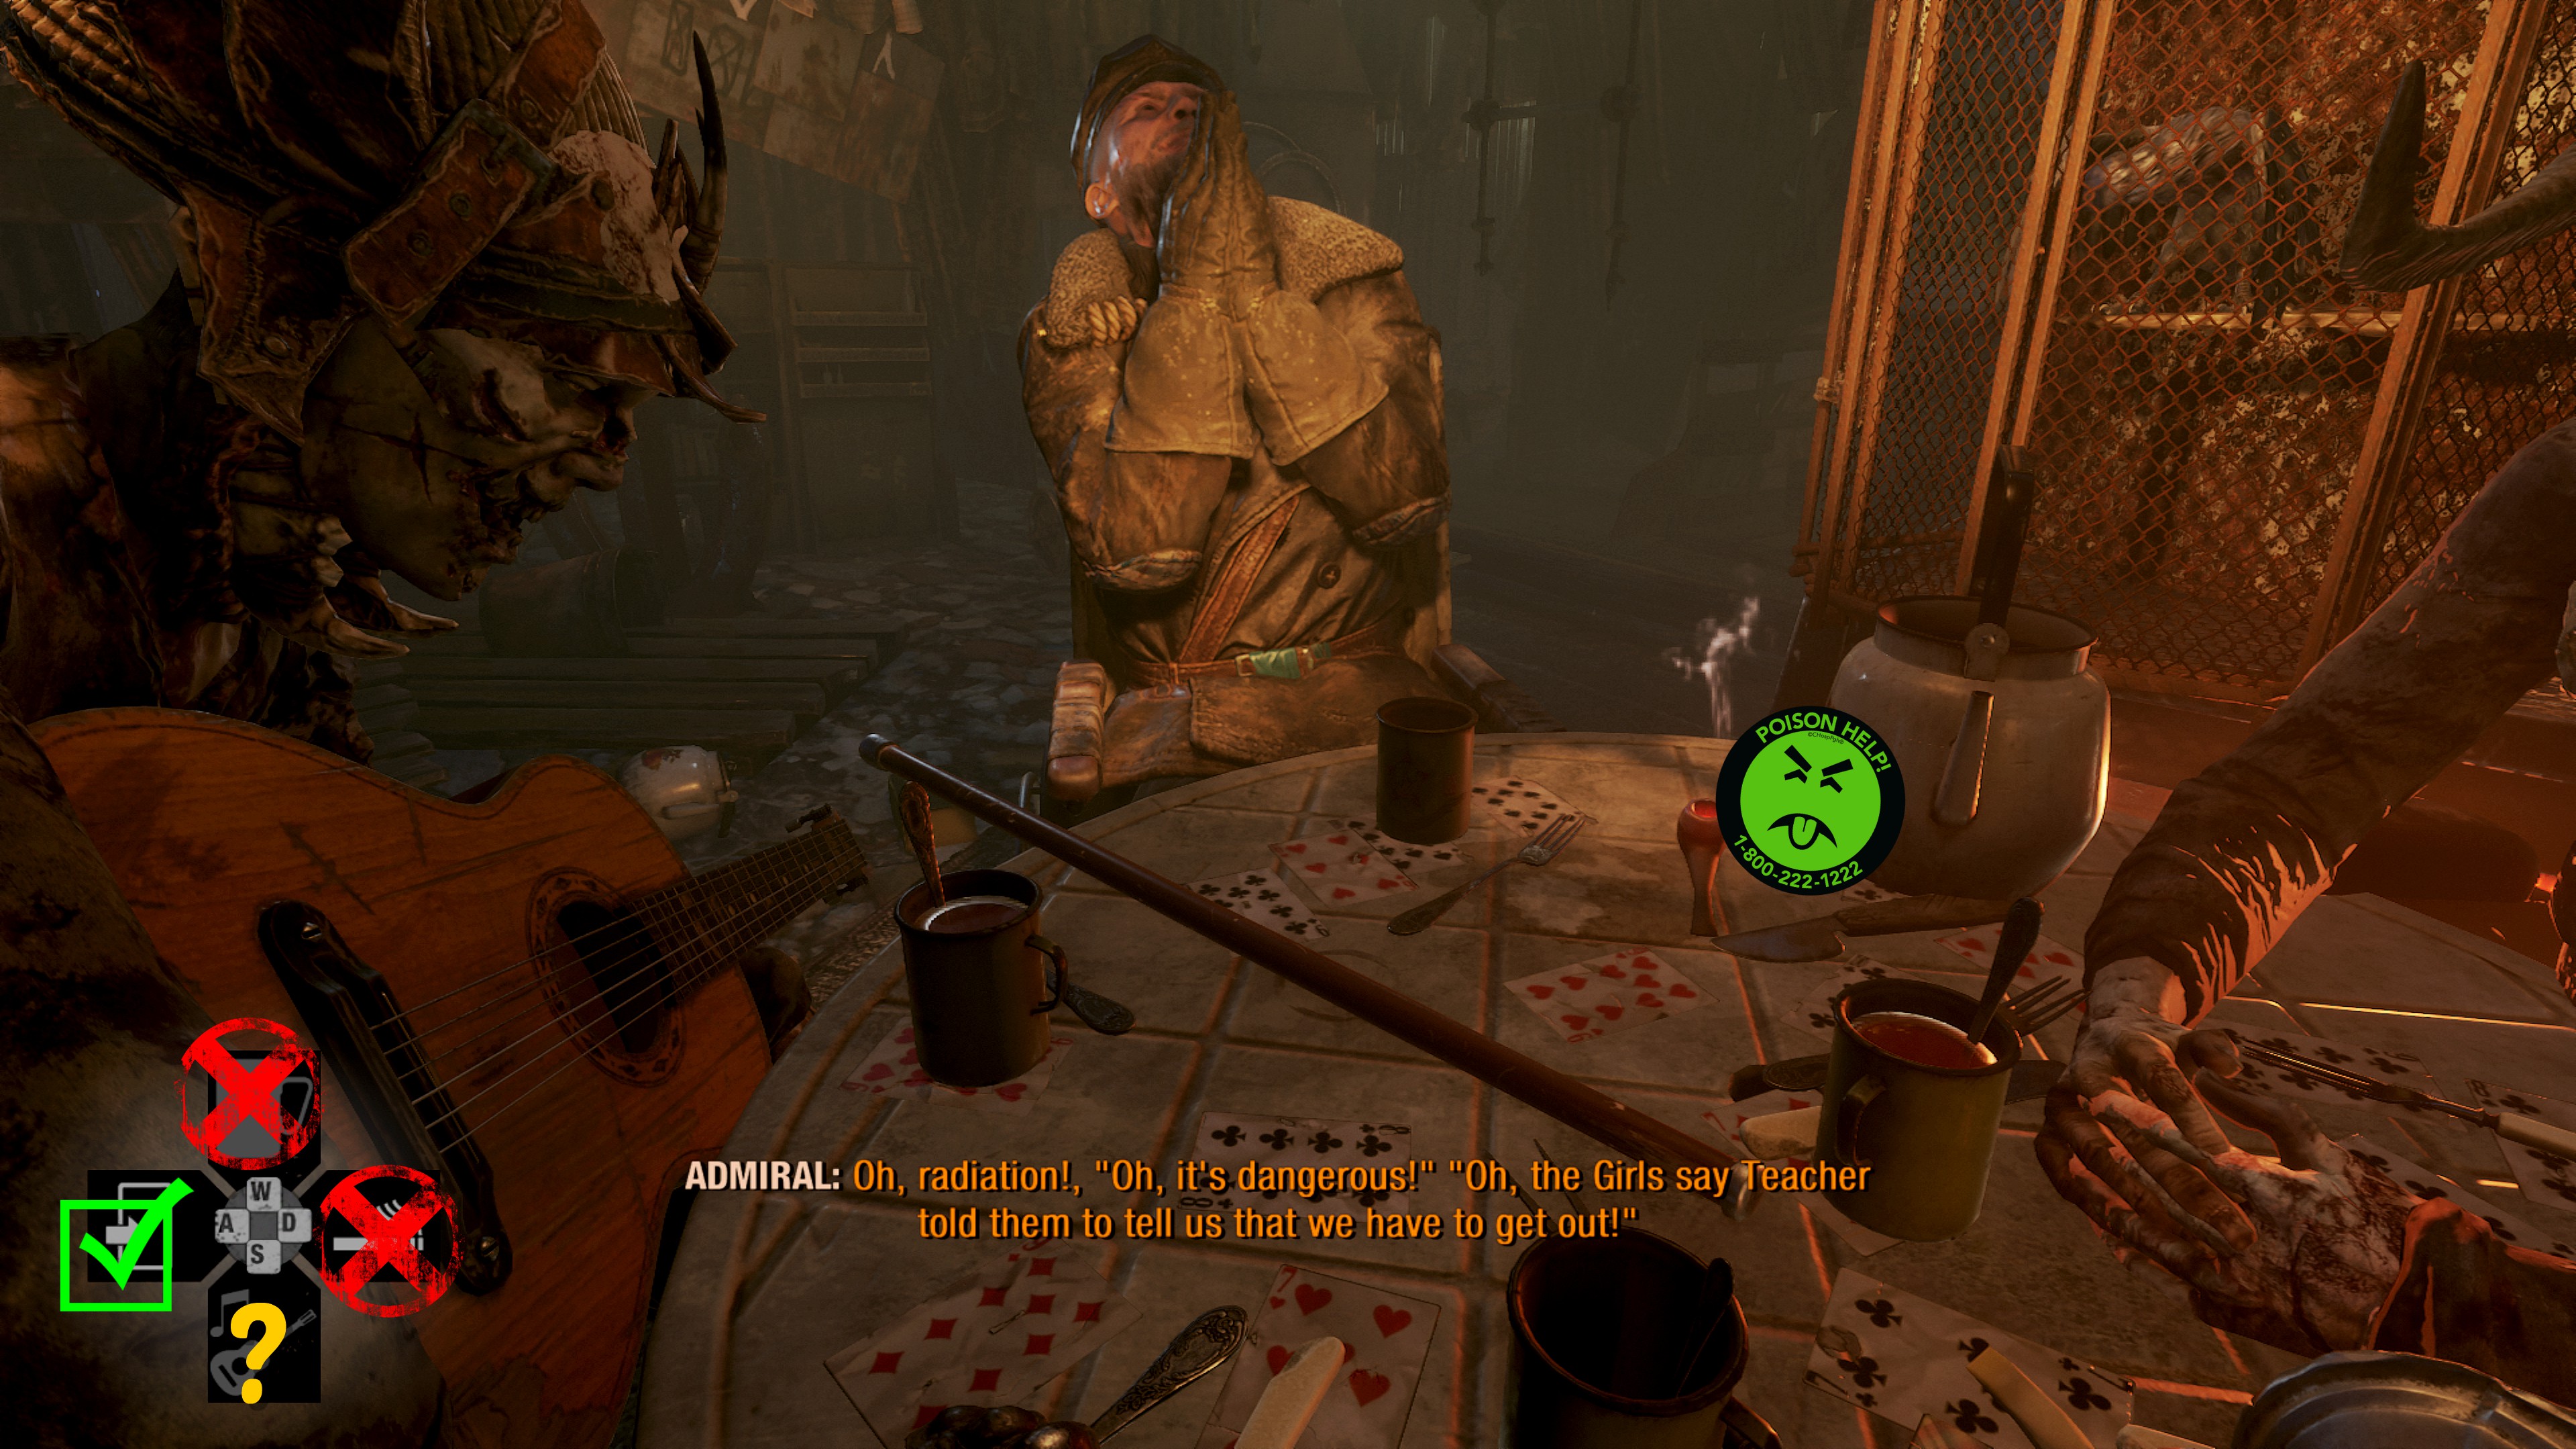 POISON HELP!
1-800-222-1222
W
A
D
S
ADMIRAL: Oh, radiation!, "Oh, it's dangerous!" "Oh, the Girls say Teacher
told them to tell us that we have to get out!"
7